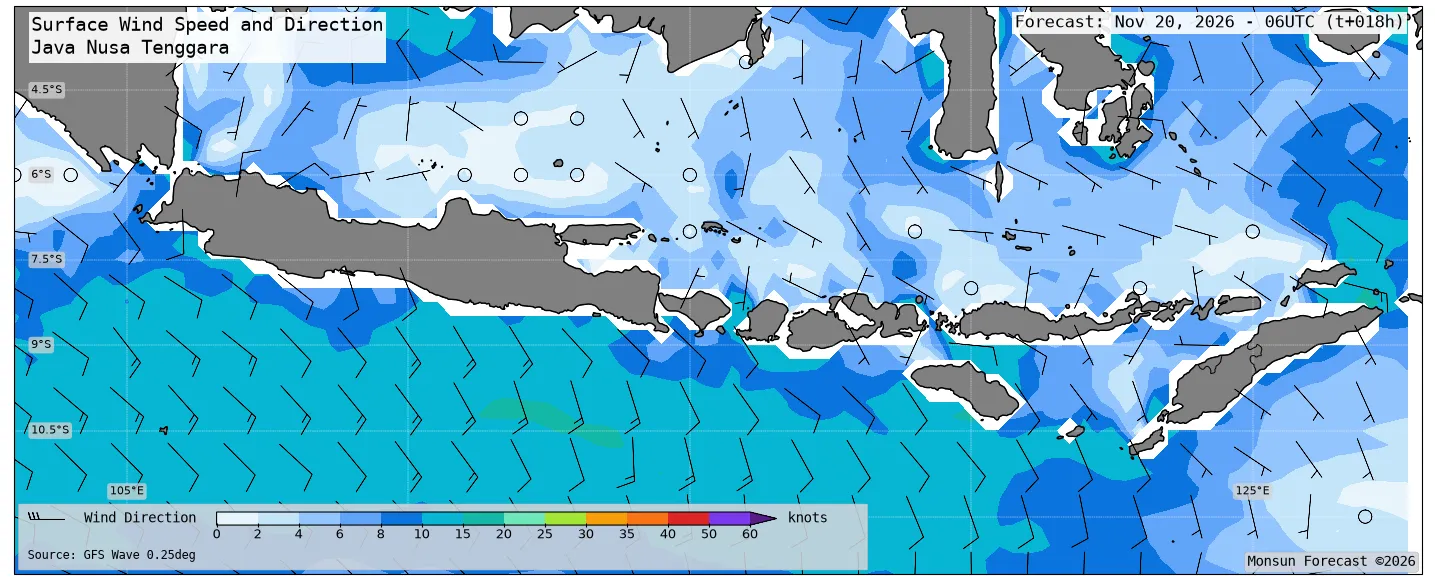 Surface Wind Speed and Direction
Java Nusa Tenggara
Forecast: Nov 20, 2026 - 06UTC (t+018h)
4.5°S
6°S
7.5°S
9°S
10.5°S
105°E
125°E
Wind Direction
0 2 4 6 8 10 15 20 25 30 35 40 50 60
knots
Source: GFS Wave 0.25deg
Monsun Forecast ©2026